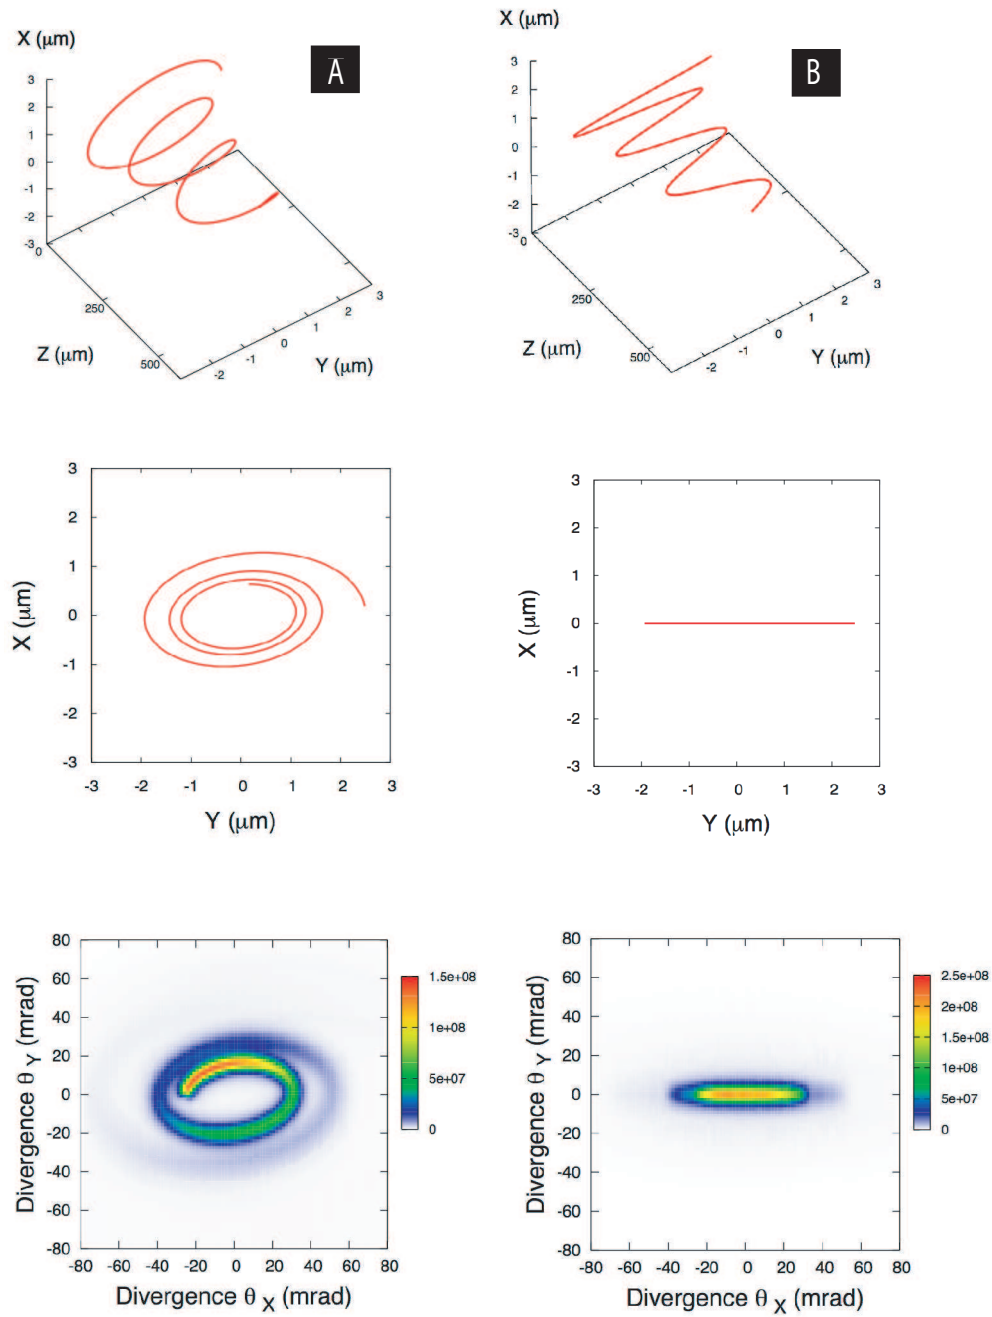 X (μm)
A
3
2
1
0
-1
-2
-3
0
250
500
Z (μm)
-2
-1
0
1
2
3
Y (μm)
X (μm)
B
3
2
1
0
-1
-2
-3
0
250
500
Z (μm)
-2
-1
0
1
2
3
Y (μm)
3
2
1
0
-1
-2
-3
X (μm)
-3 -2 -1 0 1 2 3
Y (μm)
3
2
1
0
-1
-2
-3
X (μm)
-3 -2 -1 0 1 2 3
Y (μm)
80
60
40
20
0
-20
-40
-60
-80
Divergence θ Y (mrad)
-80 -60 -40 -20 0 20 40 60 80
Divergence θ X (mrad)
1.5e+08
1e+08
5e+07
0
80
60
40
20
0
-20
-40
-60
-80
Divergence θ Y (mrad)
-80 -60 -40 -20 0 20 40 60 80
Divergence θ X (mrad)
2.5e+08
2e+08
1.5e+08
1e+08
5e+07
0